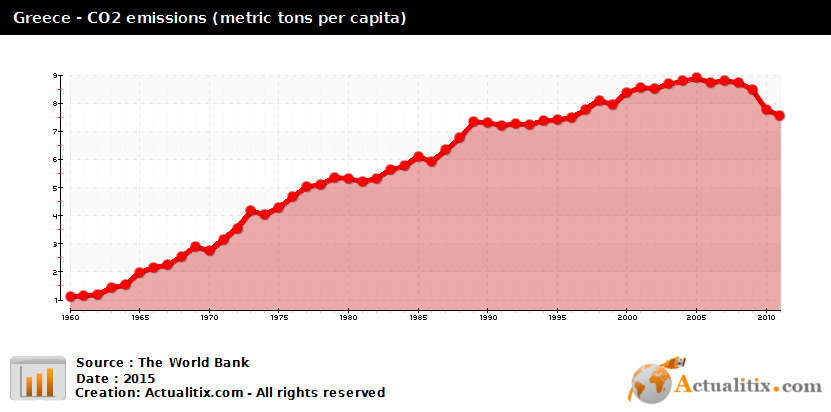 Greece - CO2 emissions (metric tons per capita)
9
8
7
6
5
4
3
2
1
1960 1965 1970 1975 1980 1985 1990 1995 2000 2005 2010
Source : The World Bank
Date : 2015
Creation: Actualitix.com - All rights reserved
Actualitix.com